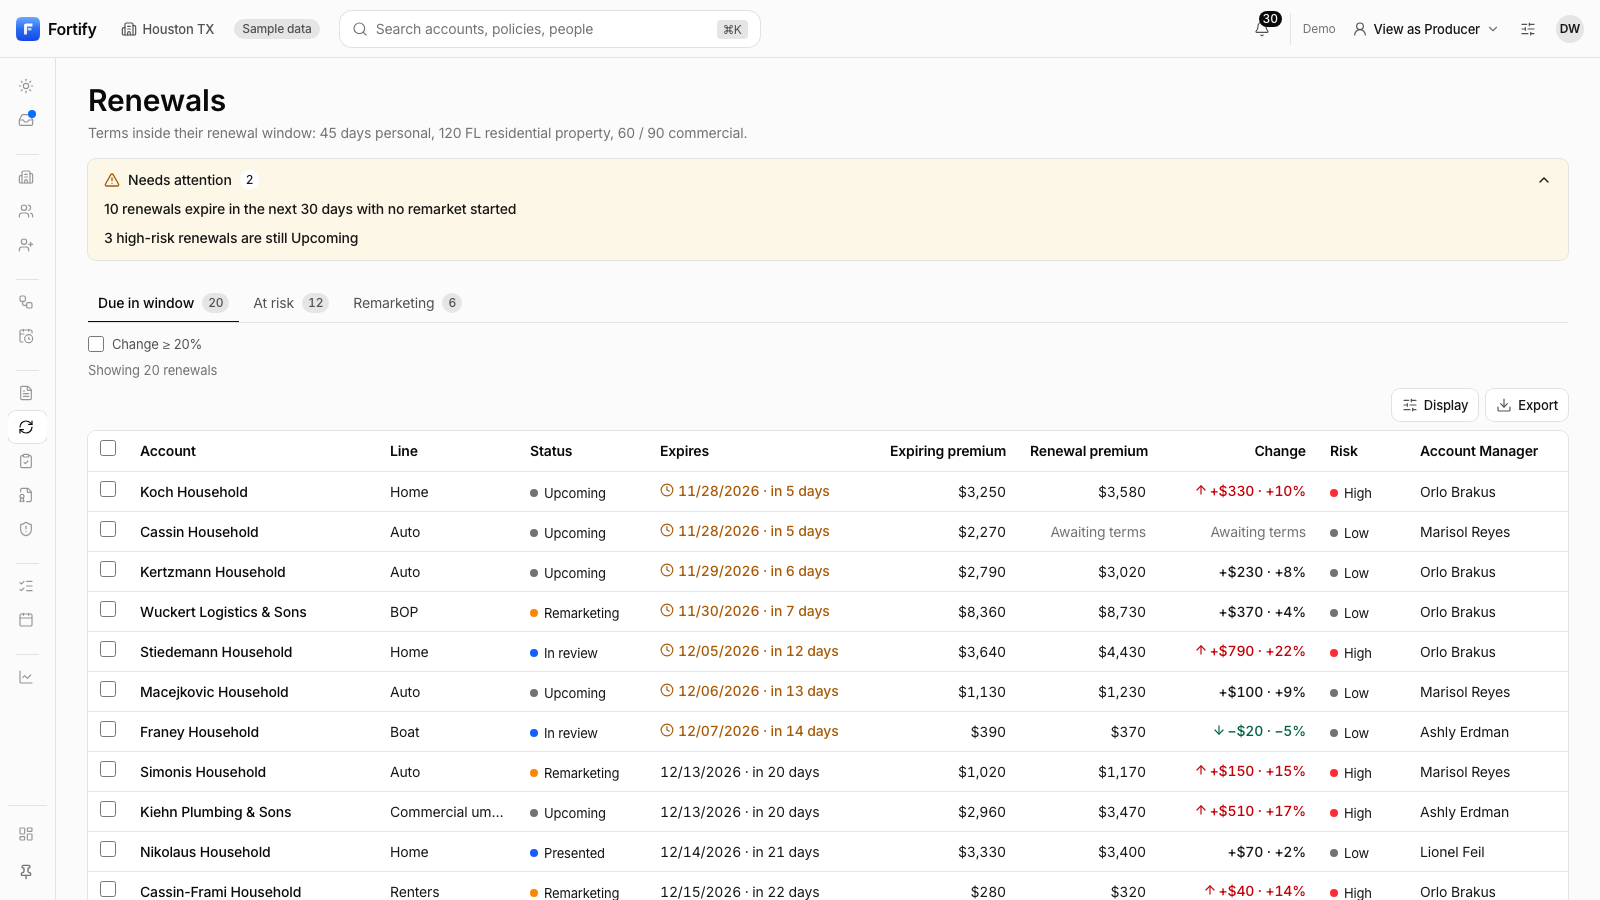 Fortify
Houston TX
Sample data
Search accounts, policies, people
⌘K
30
Demo
View as Producer
DW
Renewals
Terms inside their renewal window: 45 days personal, 120 FL residential property, 60 / 90 commercial.
Needs attention 2
10 renewals expire in the next 30 days with no remarket started
3 high-risk renewals are still Upcoming
Due in window 20 At risk 12 Remarketing 6
Change ≥ 20%
Showing 20 renewals
Display Export
Account Line Status Expires Expiring premium Renewal premium Change Risk Account Manager
Koch Household Home Upcoming 11/28/2026 · in 5 days $3,250 $3,580 ↑ +$330 · +10% High Orlo Brakus
Cassin Household Auto Upcoming 11/28/2026 · in 5 days $2,270 Awaiting terms Awaiting terms Low Marisol Reyes
Kertzmann Household Auto Upcoming 11/29/2026 · in 6 days $2,790 $3,020 +$230 · +8% Low Orlo Brakus
Wuckert Logistics & Sons BOP Remarketing 11/30/2026 · in 7 days $8,360 $8,730 +$370 · +4% Low Orlo Brakus
Stiedemann Household Home In review 12/05/2026 · in 12 days $3,640 $4,430 ↑ +$790 · +22% High Orlo Brakus
Macejkovic Household Auto Upcoming 12/06/2026 · in 13 days $1,130 $1,230 +$100 · +9% Low Marisol Reyes
Franey Household Boat In review 12/07/2026 · in 14 days $390 $370 ↓ −$20 · −5% Low Ashly Erdman
Simonis Household Auto Remarketing 12/13/2026 · in 20 days $1,020 $1,170 ↑ +$150 · +15% High Marisol Reyes
Kiehn Plumbing & Sons Commercial um... Upcoming 12/13/2026 · in 20 days $2,960 $3,470 ↑ +$510 · +17% High Ashly Erdman
Nikolaus Household Home Presented 12/14/2026 · in 21 days $3,330 $3,400 +$70 · +2% Low Lionel Feil
Cassin-Frami Household Renters Remarketing 12/15/2026 · in 22 days $280 $320 ↑ +$40 · +14% High Orlo Brakus